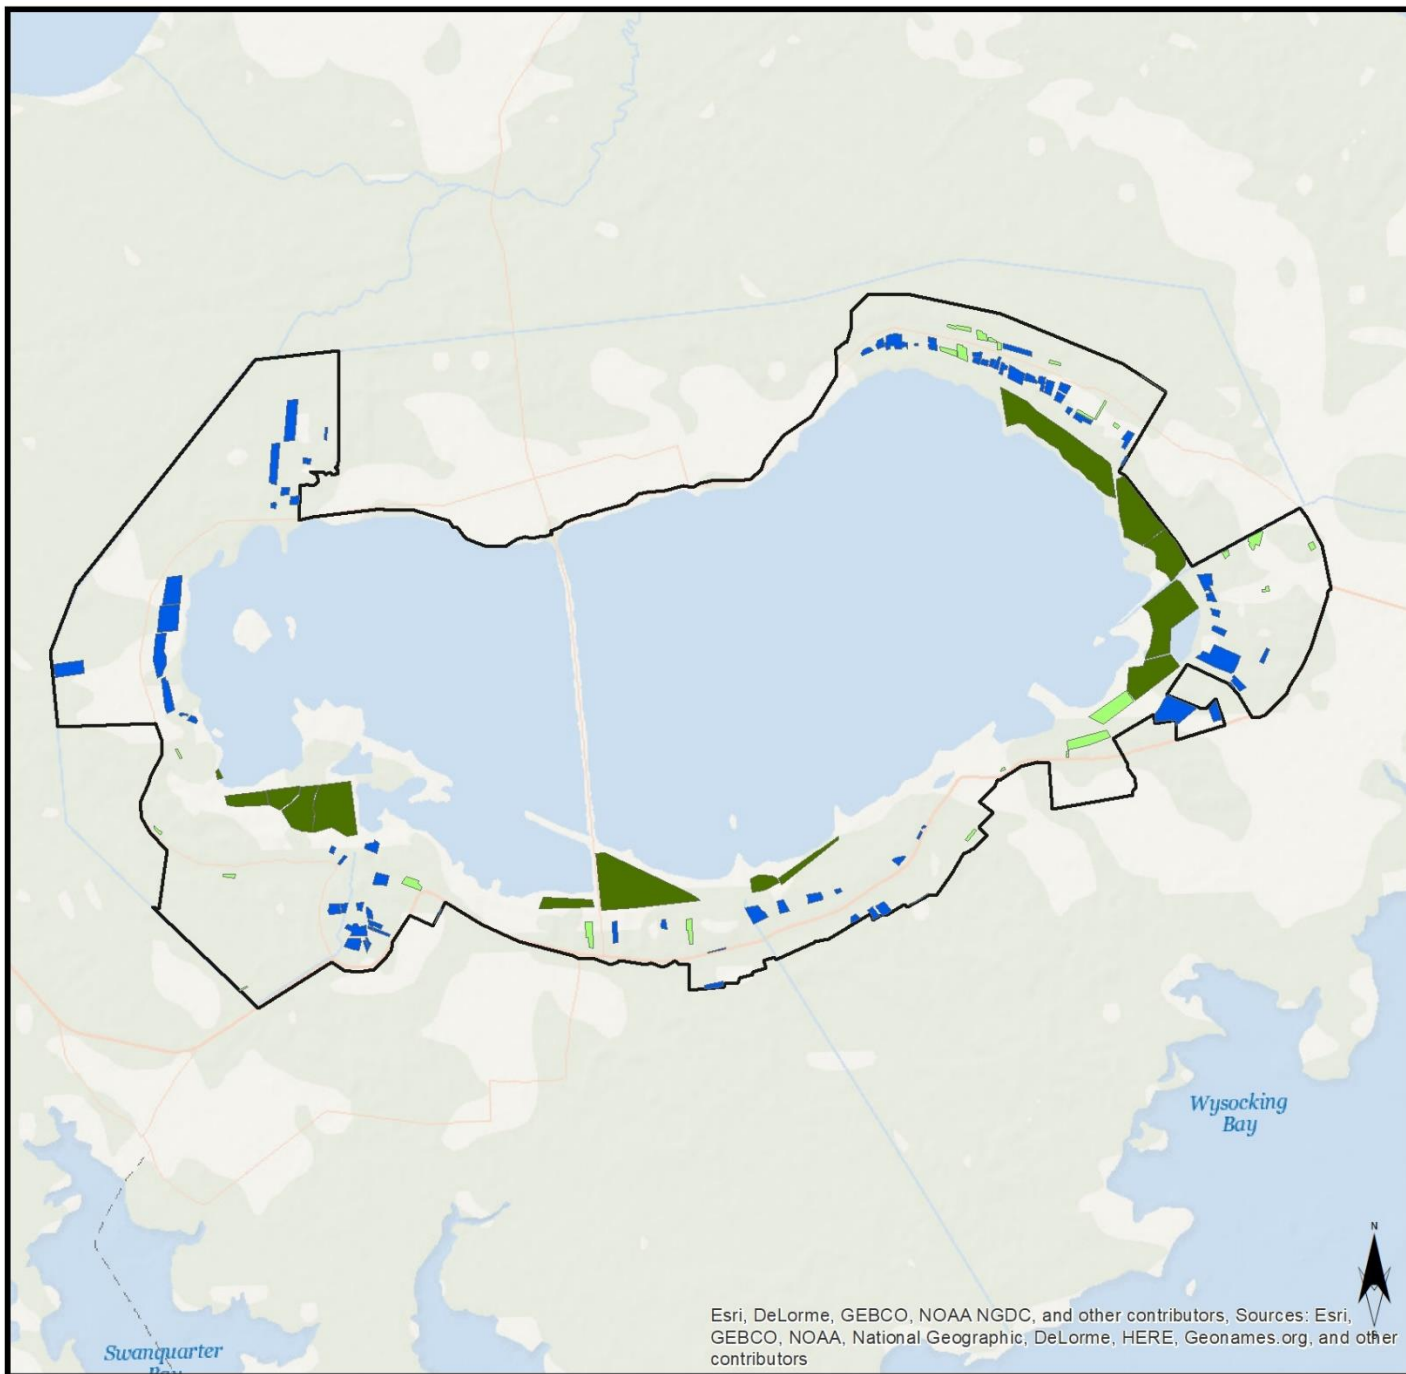 Wysocking
Bay
N
Esri, DeLorme, GEBCO, NOAA NGDC, and other contributors, Sources: Esri,
GEBCO, NOAA, National Geographic, DeLorme, HERE, Geonames.org, and other
contributors
Swanquarter
Bay